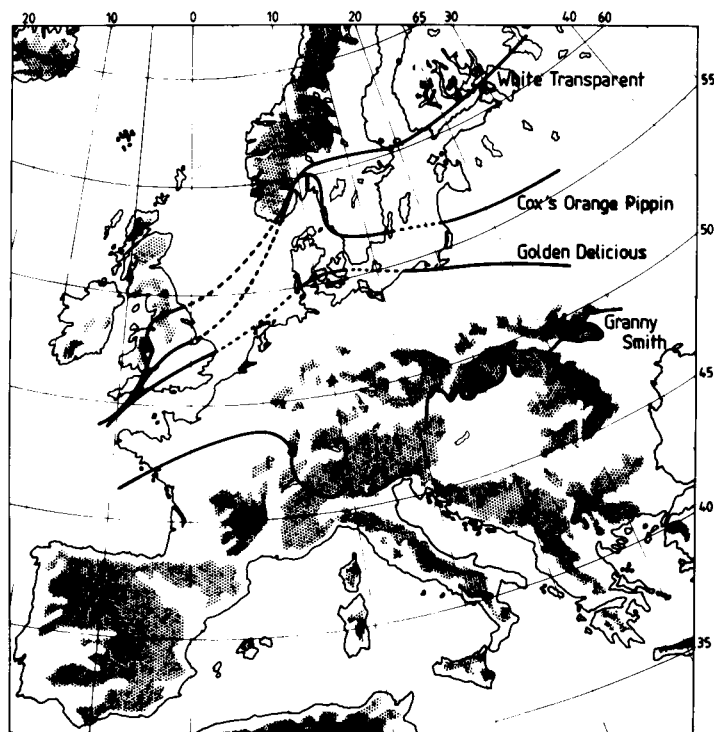 20 10 0 10 20 65 30 40 60
55
White Transparent
Cox's Orange Pippin
50
Golden Delicious
Granny
Smith
45
40
35